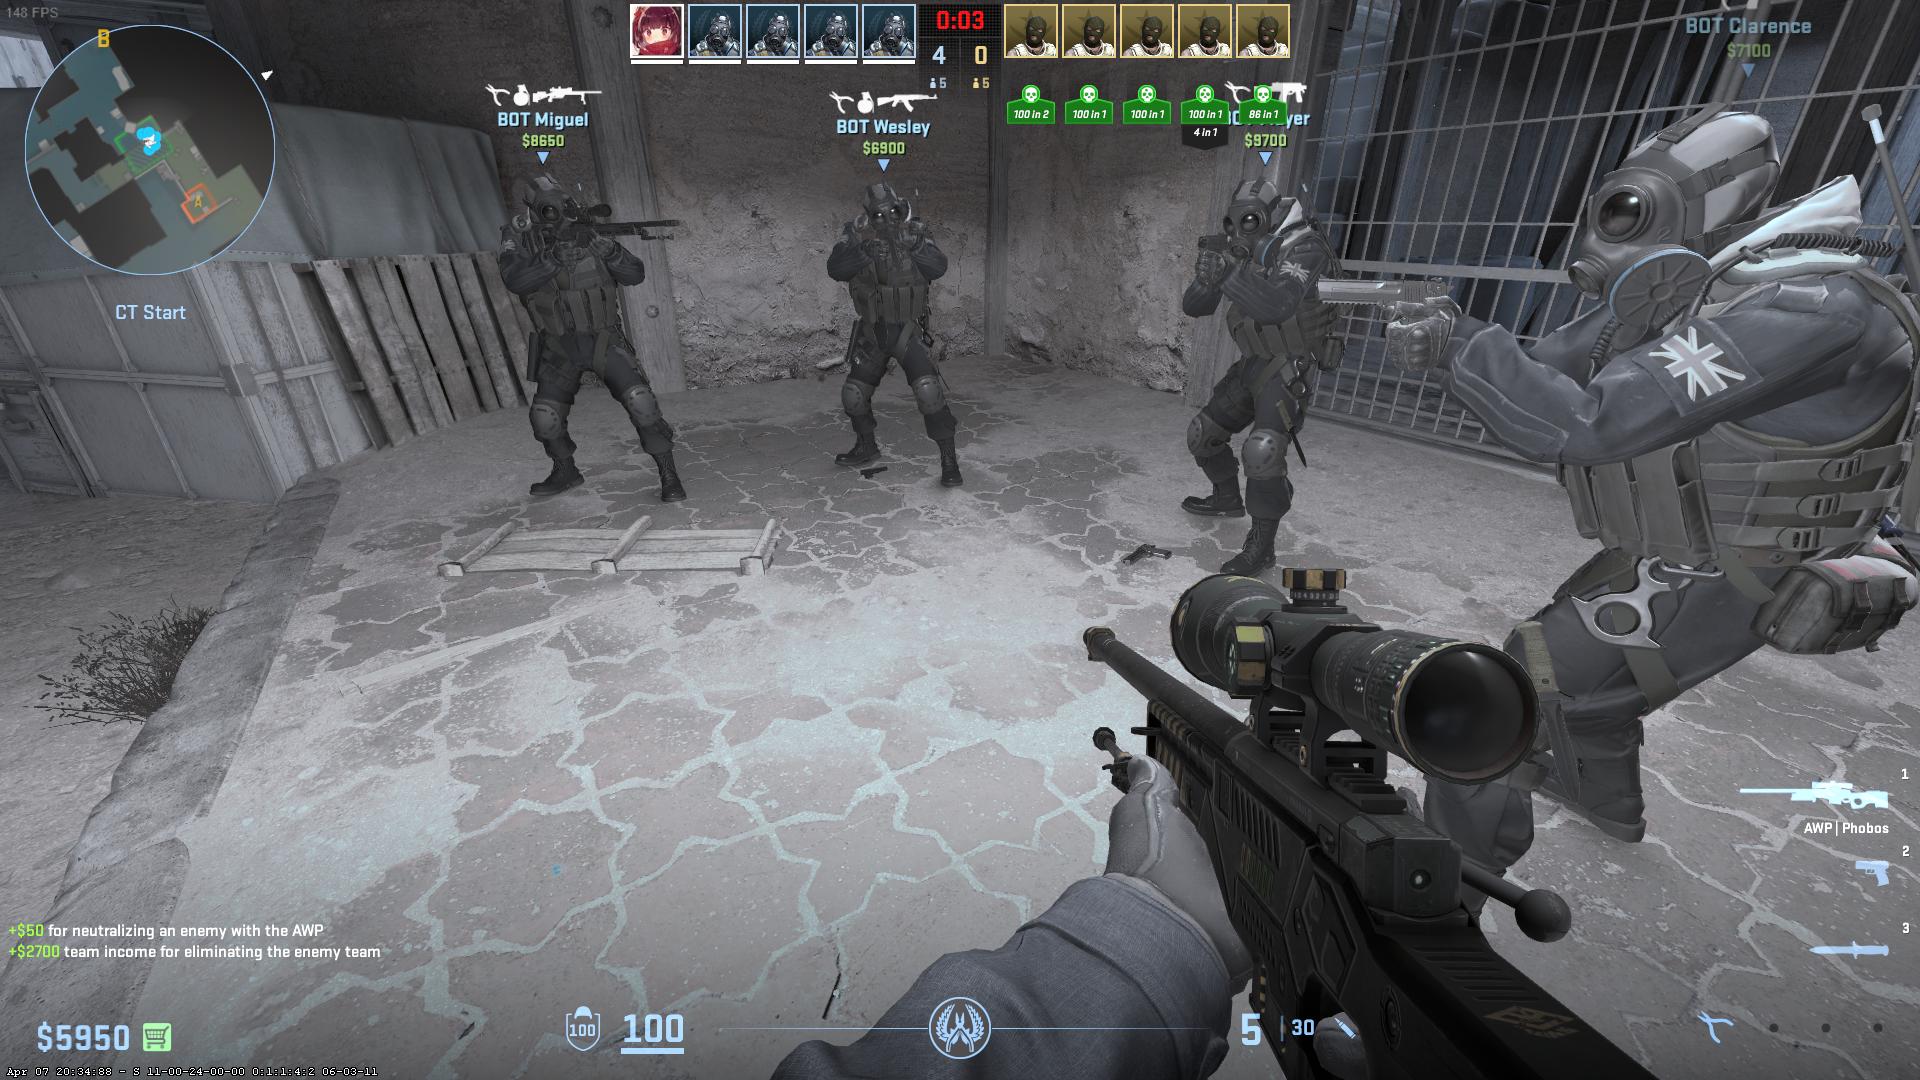 148 FPS
B
A
CT Start
0:03
4 0
5 5
100 in 2
100 in 1
100 in 1
100 in 1
4 in 1
86 in 1
BOT Miguel
$8650
BOT Wesley
$6900
$9700
BOT Clarence
$7100
1
AWP | Phobos
2
3
+$50 for neutralizing an enemy with the AWP
+$2700 team income for eliminating the enemy team
$5950
100
100
5 | 30
Apr 07 20:34:88 - S 11-00-24-00-00 0:1:1:4:2 06-03-11